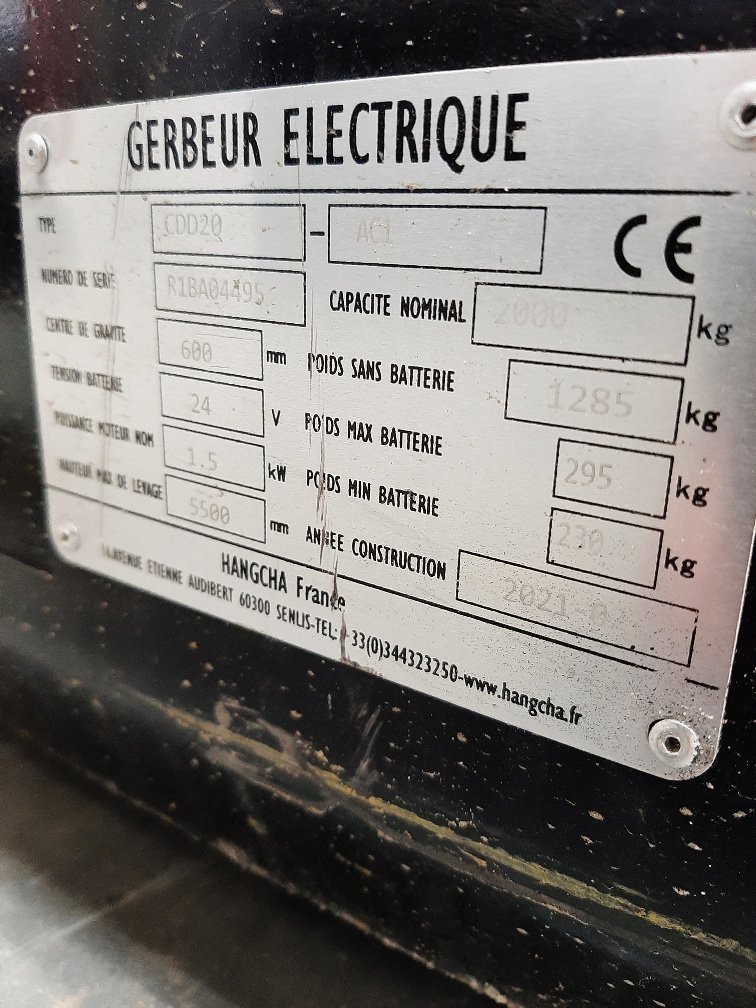 GERBEUR ELECTRIQUE
TYPE CDD20 - AC1 CE
NUMERO DE SERIE R1BA04495 CAPACITE NOMINAL 2000 kg
CENTRE DE GRAVITE 600 mm POIDS SANS BATTERIE 1285 kg
TENSION BATTERIE 24 V POIDS MAX BATTERIE 295 kg
PUISSANCE MOTEUR NOM 1.5 kW POIDS MIN BATTERIE 230 kg
HAUTEUR MAX DE LEVAGE 5500 mm ANNEE CONSTRUCTION 2021-02
HANGCHA France
16,AVENUE ETIENNE AUDIBERT 60300 SENLIS-TEL: +33(0)344323250-www.hangcha.fr